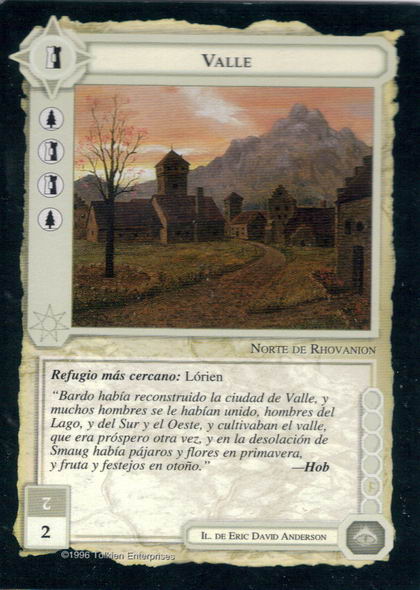 VALLE
NORTE DE RHOVANION
Refugio más cercano: Lórien
“Bardo había reconstruido la ciudad de Valle, y
muchos hombres se le habían unido, hombres del
Lago, y del Sur y el Oeste, y cultivaban el valle,
que era próspero otra vez, y en la desolación de
Smaug había pájaros y flores en primavera,
y fruta y festejos en otoño.” —Hob
2
2
IL. DE ERIC DAVID ANDERSON
©1996 Tolkien Enterprises